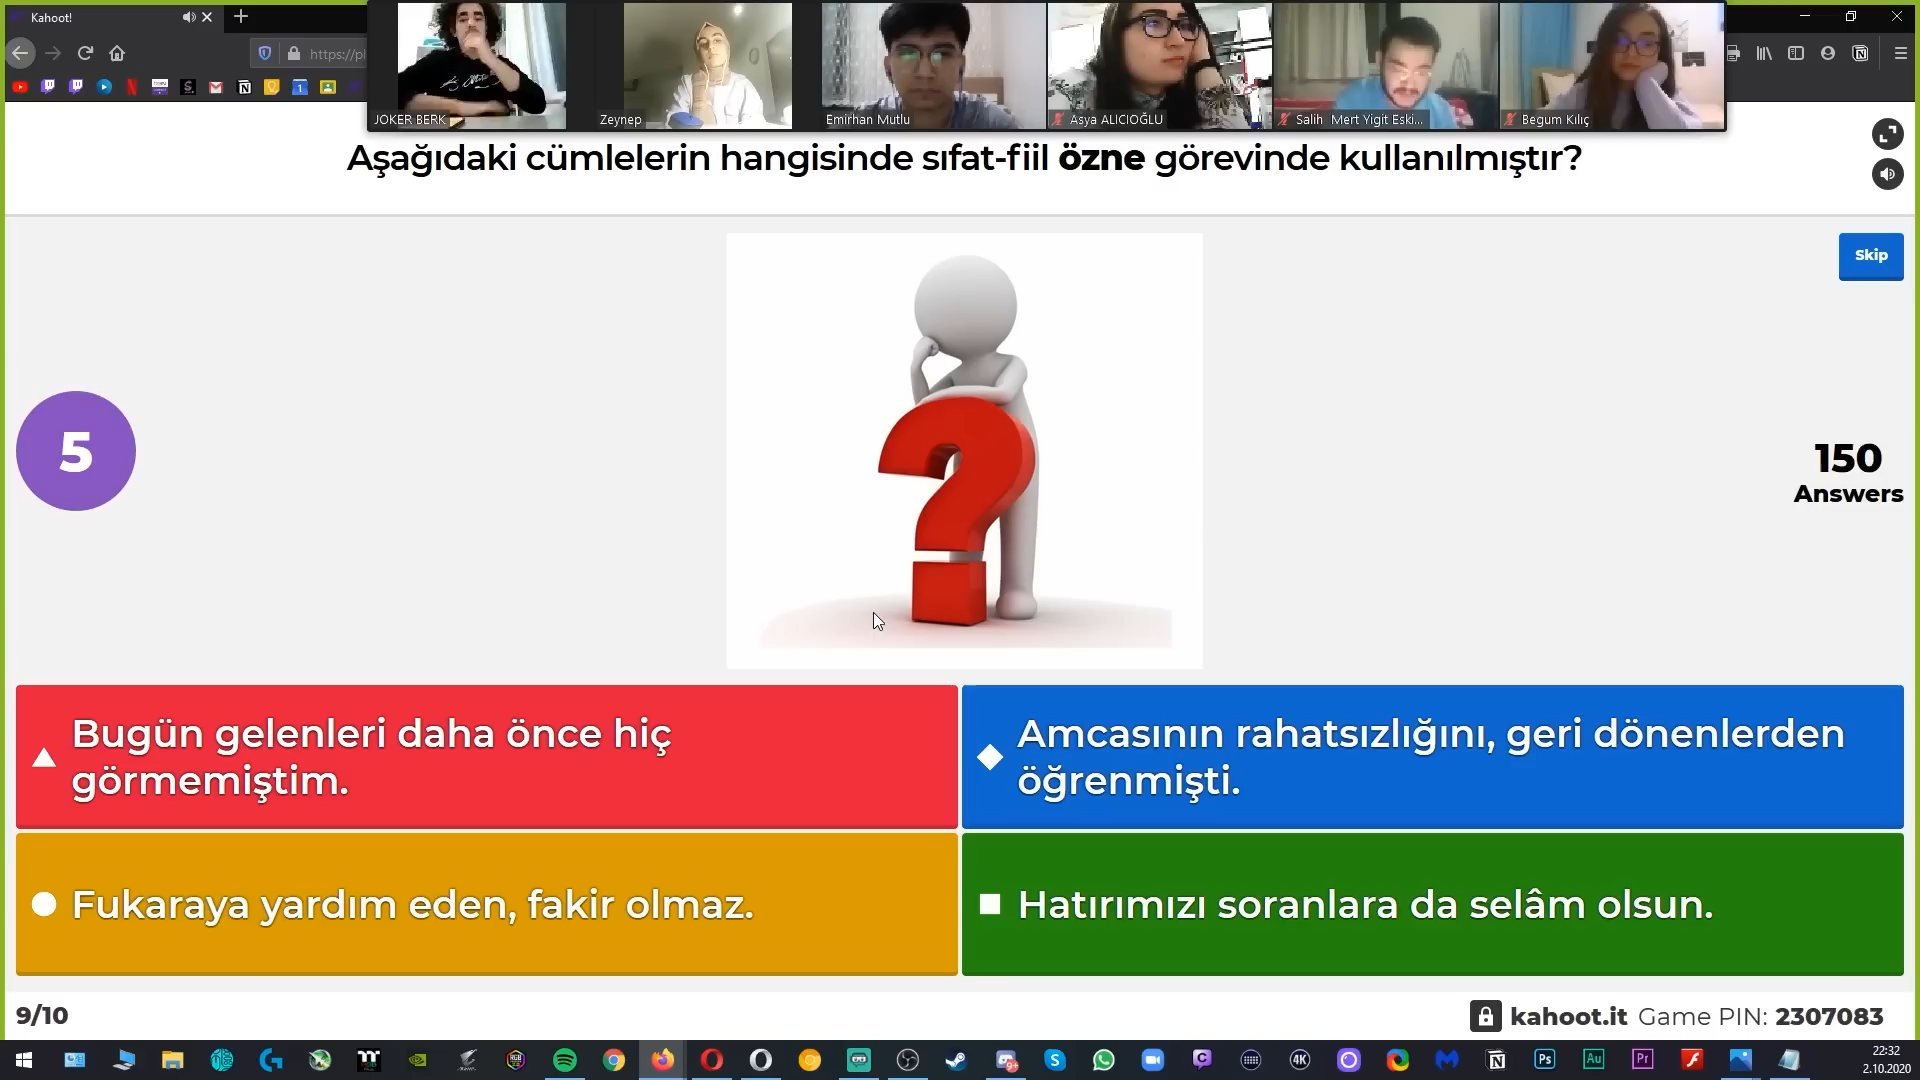 Kahoot!
https://pl
JOKER BERK
Zeynep
Emirhan Mutlu
Asya ALICIOĞLU
Salih Mert Yigit Eski...
Begum Kılıç
Aşağıdaki cümlelerin hangisinde sıfat-fiil özne görevinde kullanılmıştır?
Skip
5
150
Answers
Bugün gelenleri daha önce hiç
görmemiştim.
Amcasının rahatsızlığını, geri dönenlerden
öğrenmişti.
Fukaraya yardım eden, fakir olmaz.
Hatırımızı soranlara da selâm olsun.
9/10
kahoot.it Game PIN: 2307083
22:32
2.10.2020